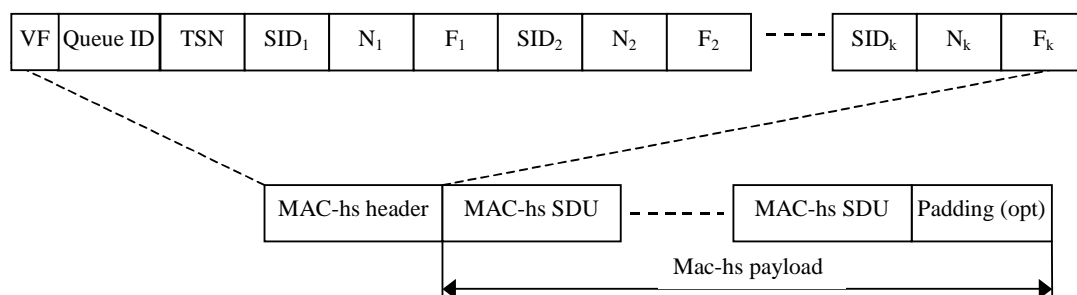 VF Queue ID TSN SID₁ N₁ F₁ SID₂ N₂ F₂ SIDₖ Nₖ Fₖ
MAC-hs header MAC-hs SDU MAC-hs SDU Padding (opt)
Mac-hs payload